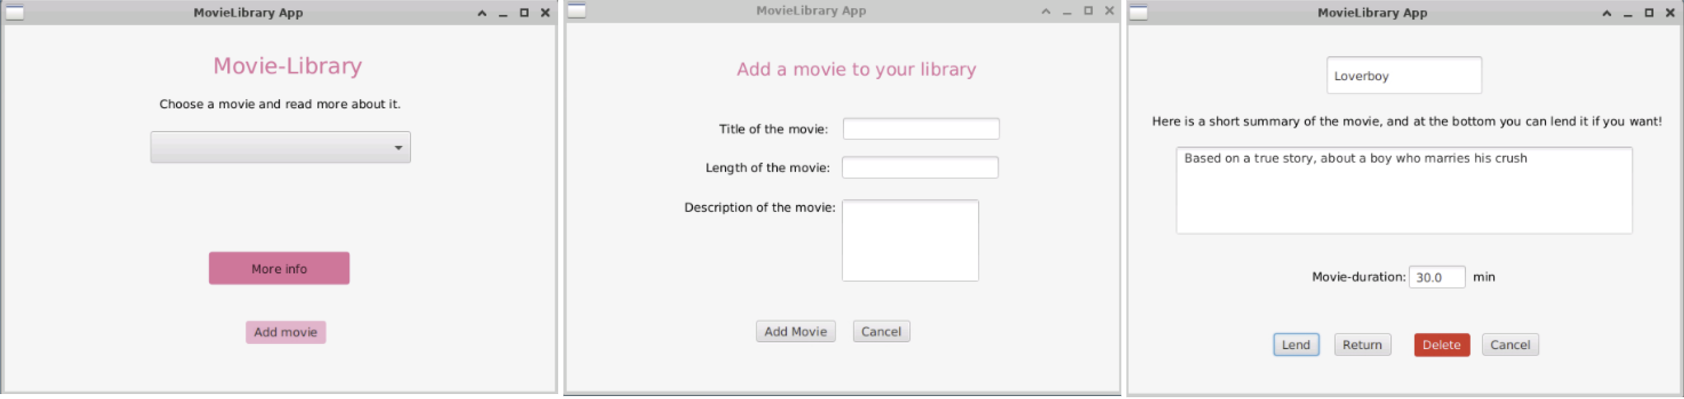 MovieLibrary App
Movie-Library
Choose a movie and read more about it.
More info
Add movie
MovieLibrary App
Add a movie to your library
Title of the movie:
Length of the movie:
Description of the movie:
Add Movie Cancel
MovieLibrary App
Loverboy
Here is a short summary of the movie, and at the bottom you can lend it if you want!
Based on a true story, about a boy who marries his crush
Movie-duration: 30.0 min
Lend Return Delete Cancel